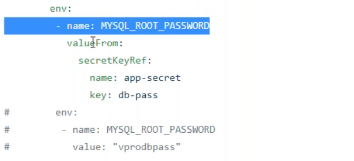 env:
- name: MYSQL_ROOT_PASSWORD
valueFrom:
secretKeyRef:
name: app-secret
key: db-pass
# env:
# - name: MYSQL_ROOT_PASSWORD
# value: "vprodbpass"